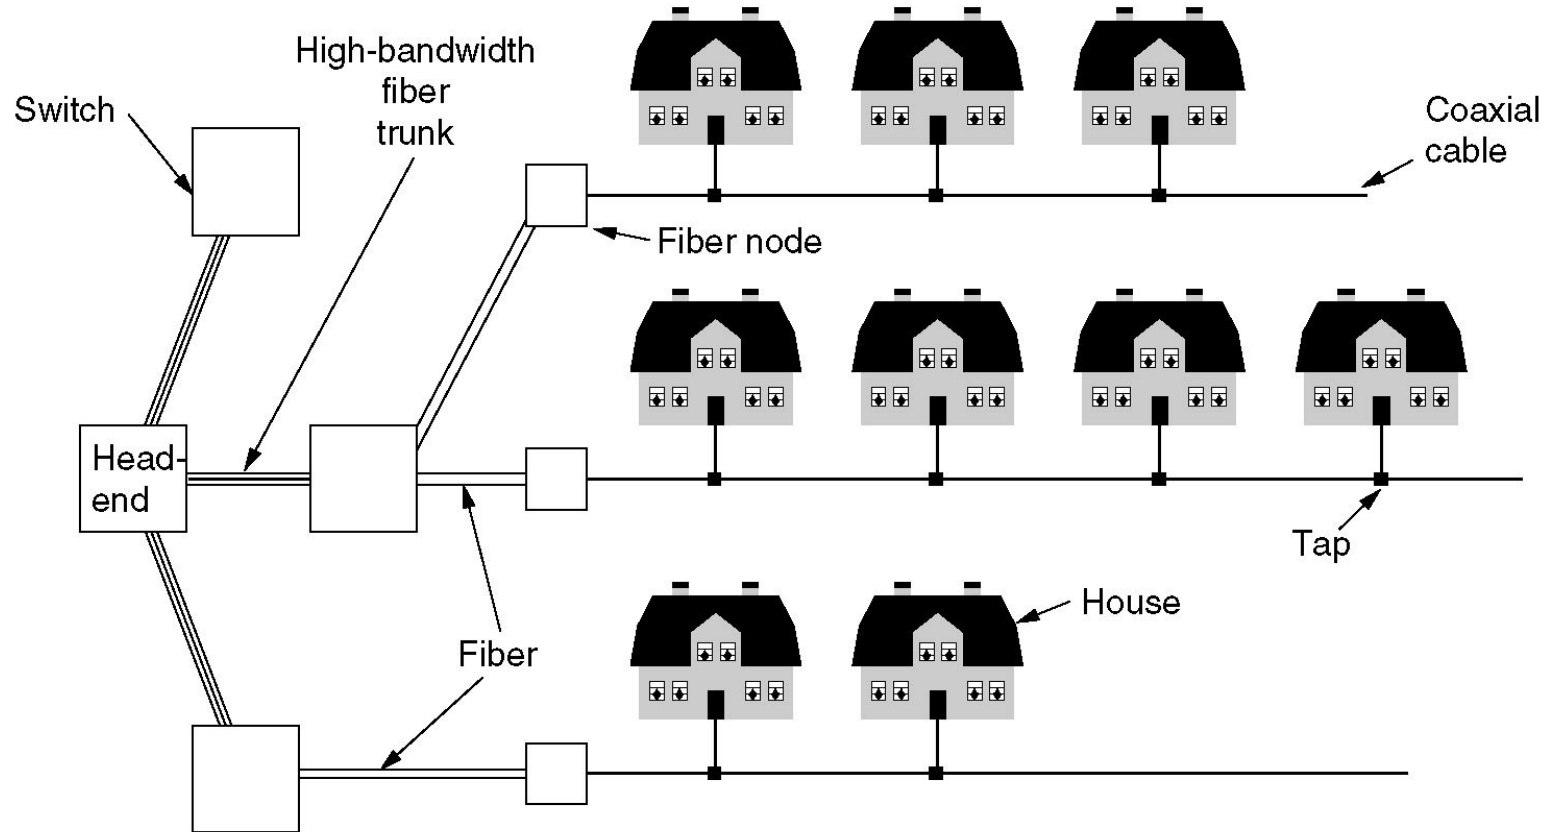 High-bandwidth
fiber
trunk
Switch
Coaxial
cable
Fiber node
Head-
end
Tap
House
Fiber